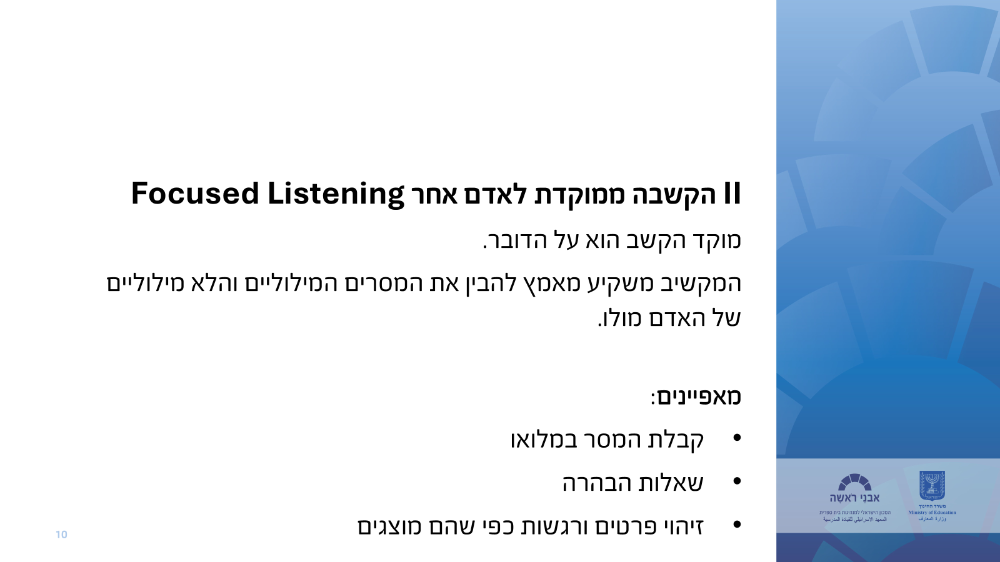 II הקשבה ממוקדת לאדם אחר Focused Listening
מוקד הקשב הוא על הדובר.
המקשיב משקיע מאמץ להבין את המסרים המילוליים והלא מילוליים
של האדם מולו.
מאפיינים:
• קבלת המסר במלואו
• שאלות הבהרה
• זיהוי פרטים ורגשות כפי שהם מוצגים
אבני רֹאשָה
המכון הישראלי למנהיגות בית ספרית
المعهد الاسرائيلي للقيادة المدرسية
משרד החינוך
Ministry of Education
وزارة المعارف
10